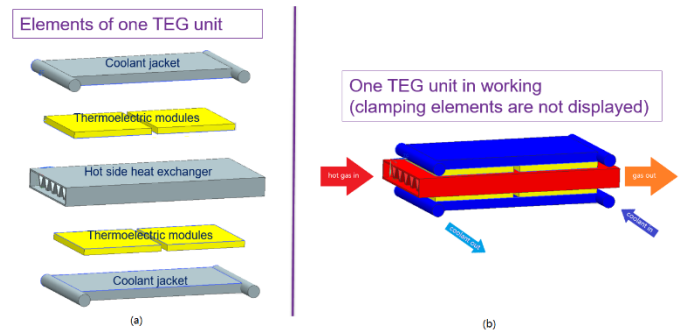 Elements of one TEG unit
Coolant jacket
Thermoelectric modules
Hot side heat exchanger
Thermoelectric modules
Coolant jacket
(a)
One TEG unit in working
(clamping elements are not displayed)
hot gas in
gas out
coolant out
coolant in
(b)